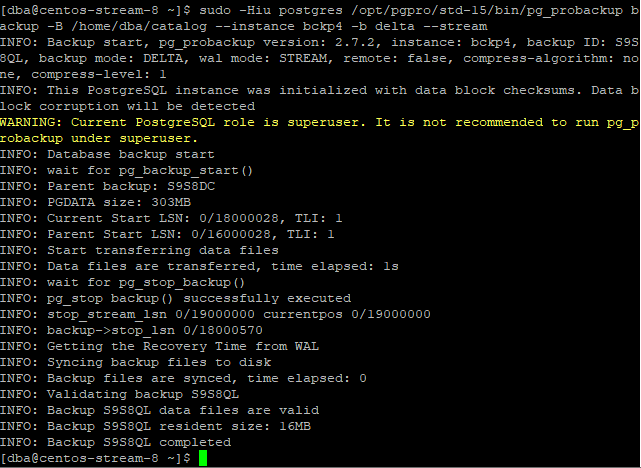 [dba@centos-stream-8 ~]$ sudo -Hiu postgres /opt/pgpro/std-15/bin/pg_probackup b
ackup -B /home/dba/catalog --instance bckp4 -b delta --stream
INFO: Backup start, pg_probackup version: 2.7.2, instance: bckp4, backup ID: S9S
8QL, backup mode: DELTA, wal mode: STREAM, remote: false, compress-algorithm: no
ne, compress-level: 1
INFO: This PostgreSQL instance was initialized with data block checksums. Data b
lock corruption will be detected
WARNING: Current PostgreSQL role is superuser. It is not recommended to run pg_p
robackup under superuser.
INFO: Database backup start
INFO: wait for pg_backup_start()
INFO: Parent backup: S9S8DC
INFO: PGDATA size: 303MB
INFO: Current Start LSN: 0/18000028, TLI: 1
INFO: Parent Start LSN: 0/16000028, TLI: 1
INFO: Start transferring data files
INFO: Data files are transferred, time elapsed: 1s
INFO: wait for pg_stop_backup()
INFO: pg_stop backup() successfully executed
INFO: stop_stream_lsn 0/19000000 currentpos 0/19000000
INFO: backup->stop_lsn 0/18000570
INFO: Getting the Recovery Time from WAL
INFO: Syncing backup files to disk
INFO: Backup files are synced, time elapsed: 0
INFO: Validating backup S9S8QL
INFO: Backup S9S8QL data files are valid
INFO: Backup S9S8QL resident size: 16MB
INFO: Backup S9S8QL completed
[dba@centos-stream-8 ~]$